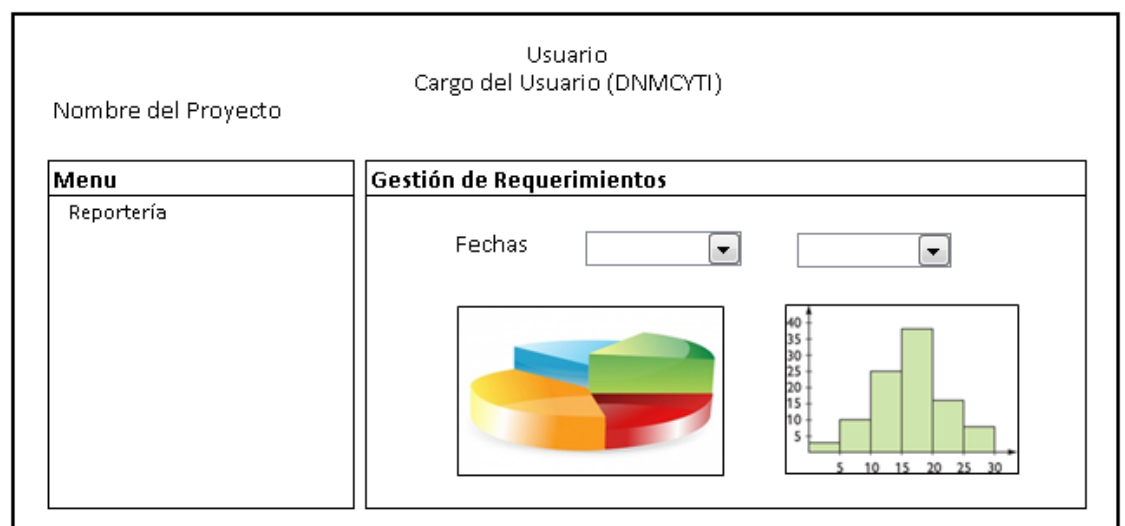 Usuario
Cargo del Usuario (DNMCYTI)
Nombre del Proyecto
Menu
Reportería
Gestión de Requerimientos
Fechas
40
35
30
25
20
15
10
5
5 10 15 20 25 30